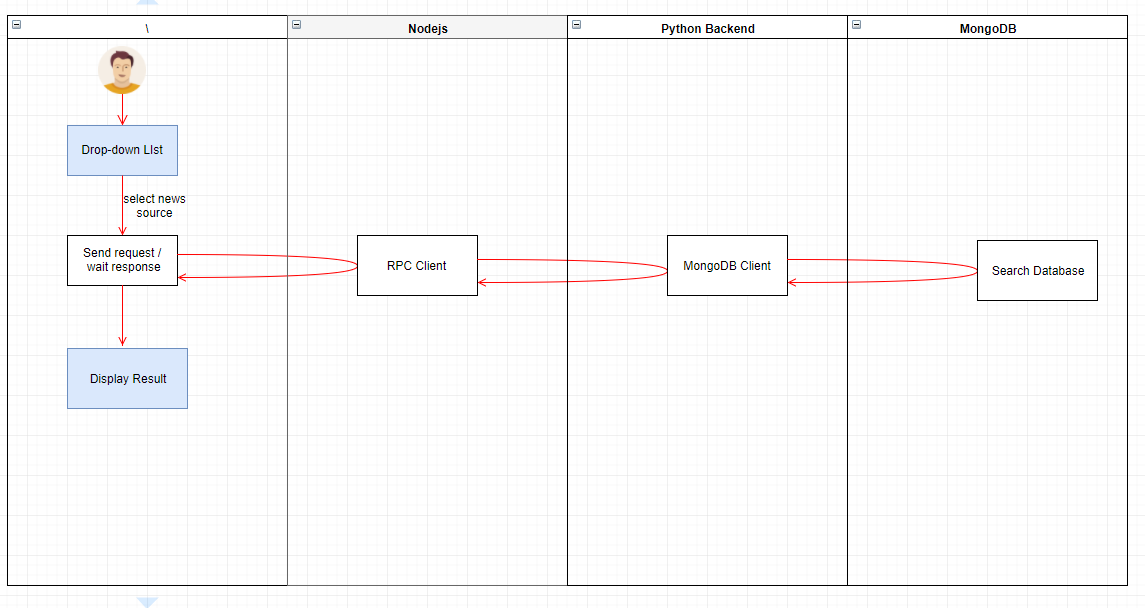 \
Nodejs
Python Backend
MongoDB
Drop-down LIst
select news
source
Send request /
wait response
RPC Client
MongoDB Client
Search Database
Display Result